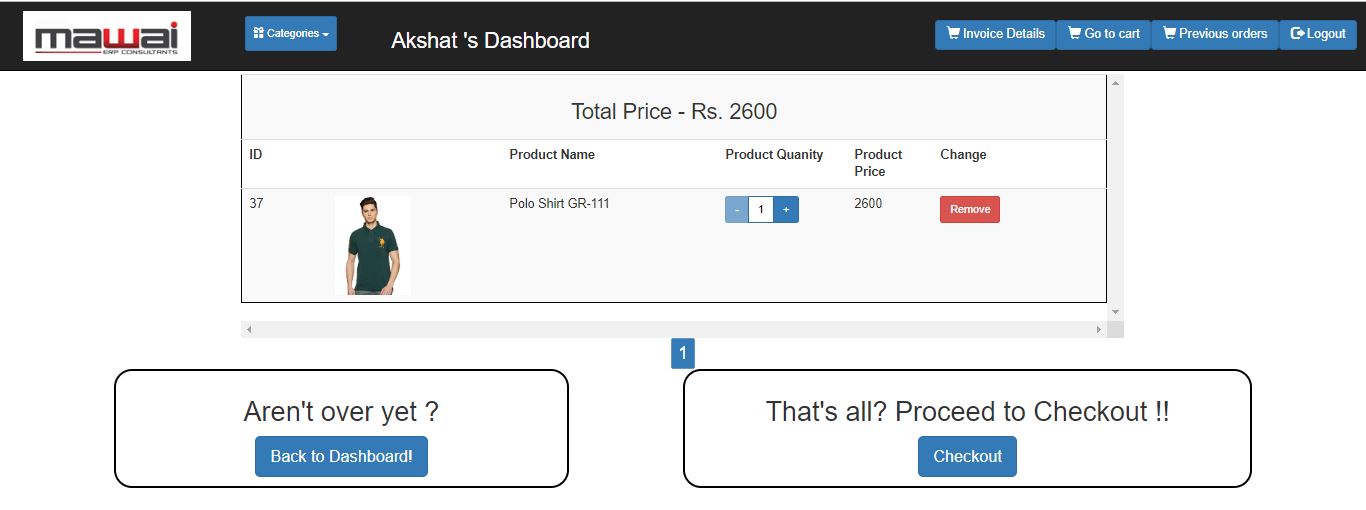 mawai
ERP CONSULTANTS
Categories
Akshat 's Dashboard
Invoice Details
Go to cart
Previous orders
Logout
Total Price - Rs. 2600
ID Product Name Product Quanity Product Price Change
37 Polo Shirt GR-111 - 1 + 2600 Remove
1
Aren't over yet ?
Back to Dashboard!
That's all? Proceed to Checkout !!
Checkout